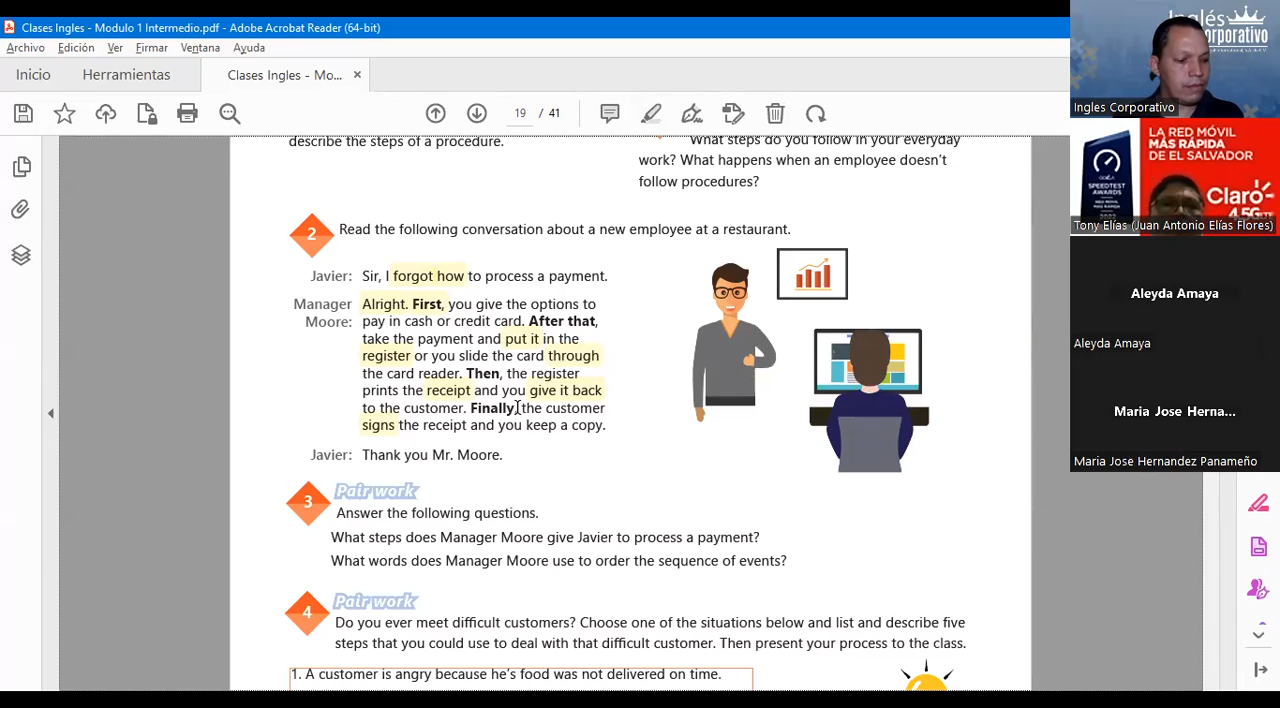 Clases Ingles - Modulo 1 Intermedio.pdf - Adobe Acrobat Reader (64-bit)
Archivo Edición Ver Firmar Ventana Ayuda
Inicio Herramientas Clases Ingles - Mo... ×
19 / 41
describe the steps of a procedure.
What steps do you follow in your everyday
work? What happens when an employee doesn't
follow procedures?
2 Read the following conversation about a new employee at a restaurant.
Javier: Sir, I forgot how to process a payment.
Manager Alright. First, you give the options to
Moore: pay in cash or credit card. After that,
take the payment and put it in the
register or you slide the card through
the card reader. Then, the register
prints the receipt and you give it back
to the customer. Finally, the customer
signs the receipt and you keep a copy.
Javier: Thank you Mr. Moore.
3 Pair work
Answer the following questions.
What steps does Manager Moore give Javier to process a payment?
What words does Manager Moore use to order the sequence of events?
4 Pair work
Do you ever meet difficult customers? Choose one of the situations below and list and describe five
steps that you could use to deal with that difficult customer. Then present your process to the class.
1. A customer is angry because he's food was not delivered on time.
Inglés
Corporativo
Ingles Corporativo
LA RED MÓVIL
MÁS RÁPIDA
DE EL SALVADOR
SPEEDTEST
AWARDS
Claro
4.5G
Tony Elías (Juan Antonio Elías Flores)
Aleyda Amaya
Aleyda Amaya
Maria Jose Herna...
Maria Jose Hernandez Panameño